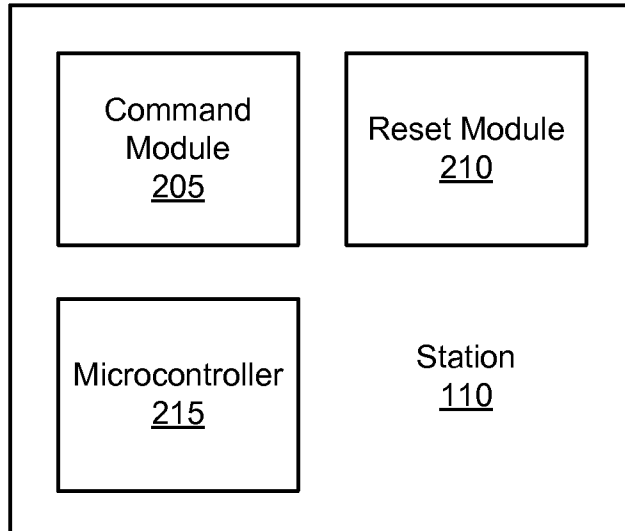 Command
Module
205
Reset Module
210
Microcontroller
215
Station
110